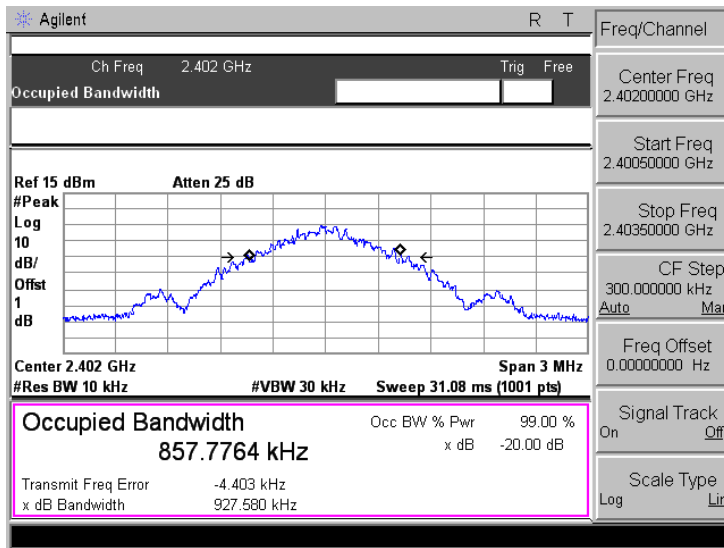 Agilent R T
Ch Freq 2.402 GHz Trig Free
Occupied Bandwidth
Ref 15 dBm Atten 25 dB
#Peak
Log
10
dB/
Offst
1
dB
Center 2.402 GHz Span 3 MHz
#Res BW 10 kHz #VBW 30 kHz Sweep 31.08 ms (1001 pts)
Occupied Bandwidth Occ BW % Pwr 99.00 %
857.7764 kHz x dB -20.00 dB
Transmit Freq Error -4.403 kHz
x dB Bandwidth 927.580 kHz
Freq/Channel
Center Freq
2.40200000 GHz
Start Freq
2.40050000 GHz
Stop Freq
2.40350000 GHz
CF Step
300.000000 kHz
Auto Mar
Freq Offset
0.00000000 Hz
Signal Track
On Off
Scale Type
Log Lin